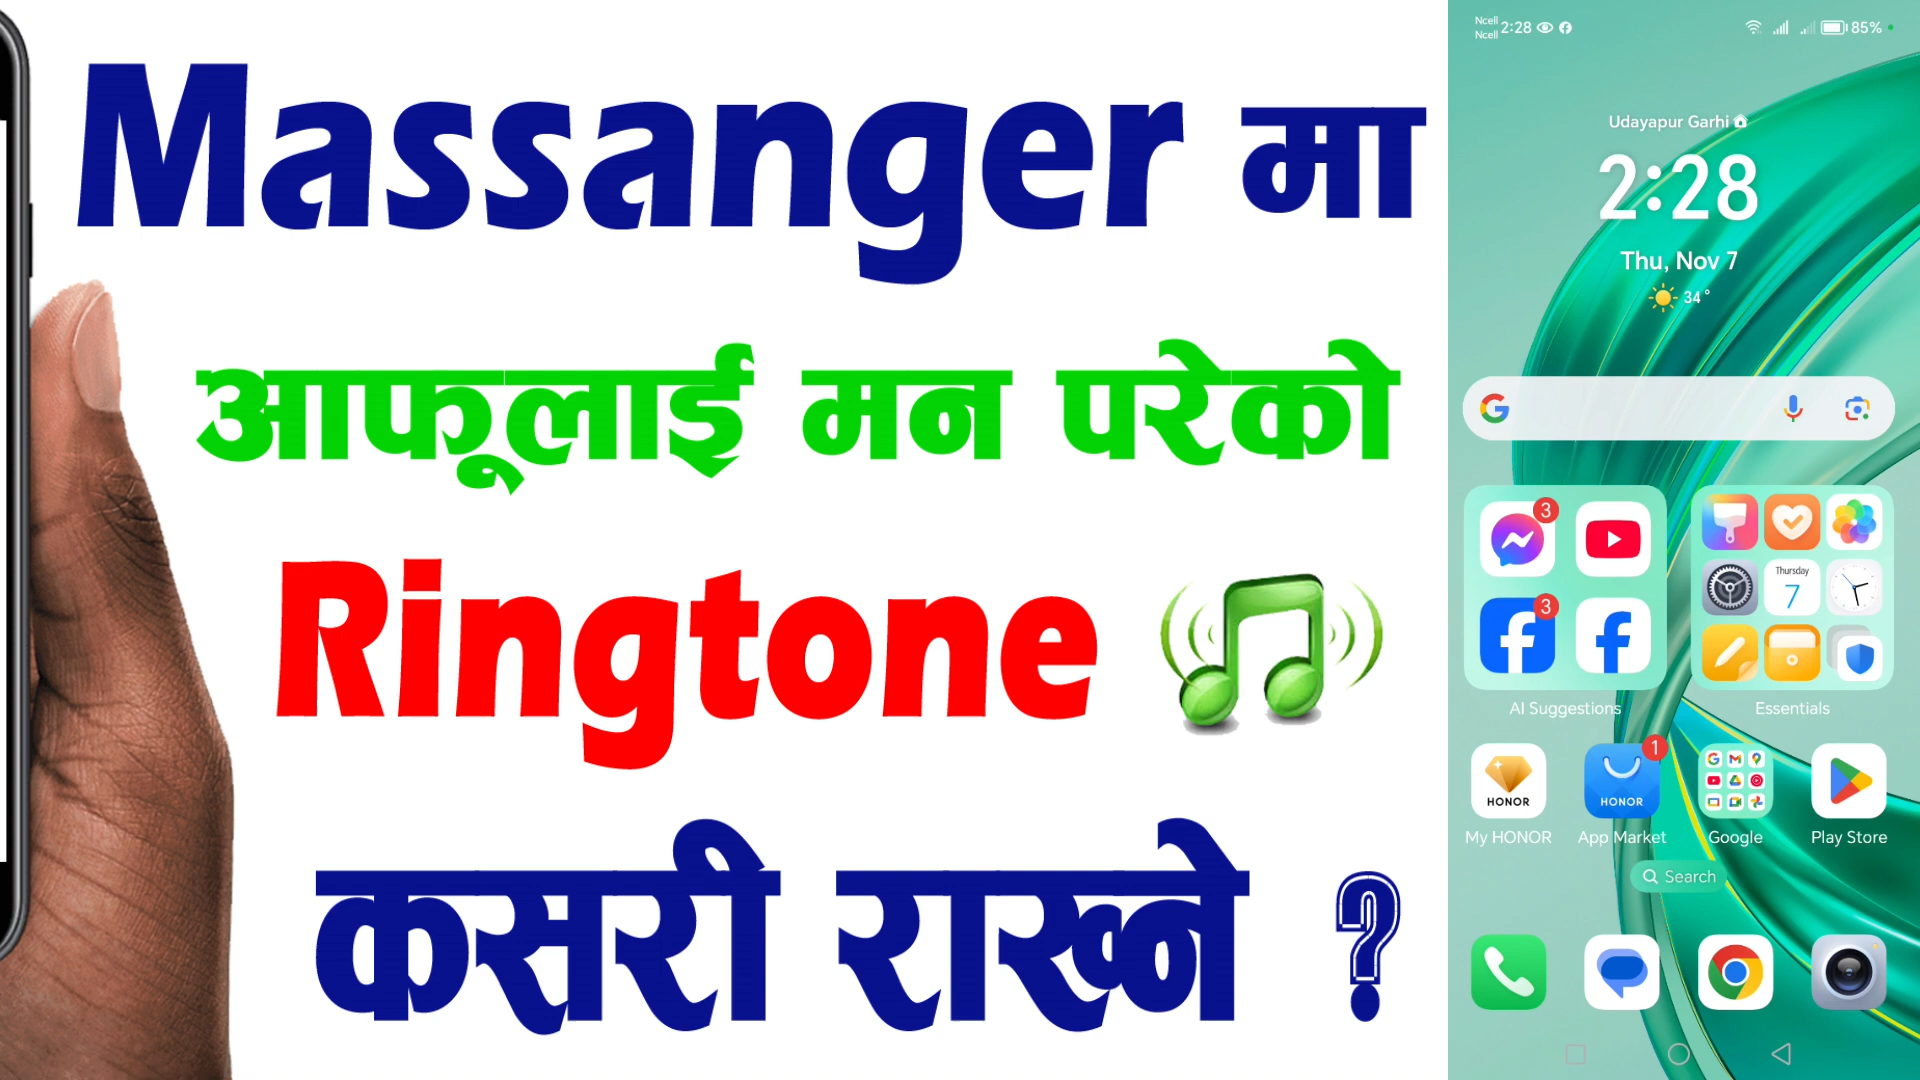 Massanger मा
आफूलाई मन परेको
Ringtone
कसरी राख्ने ?
Ncell
Ncell
2:28
85%
Udayapur Garhi
2:28
Thu, Nov 7
34°
3
3
Thursday
7
AI Suggestions
Essentials
HONOR
1
HONOR
My HONOR
App Market
Google
Play Store
Search